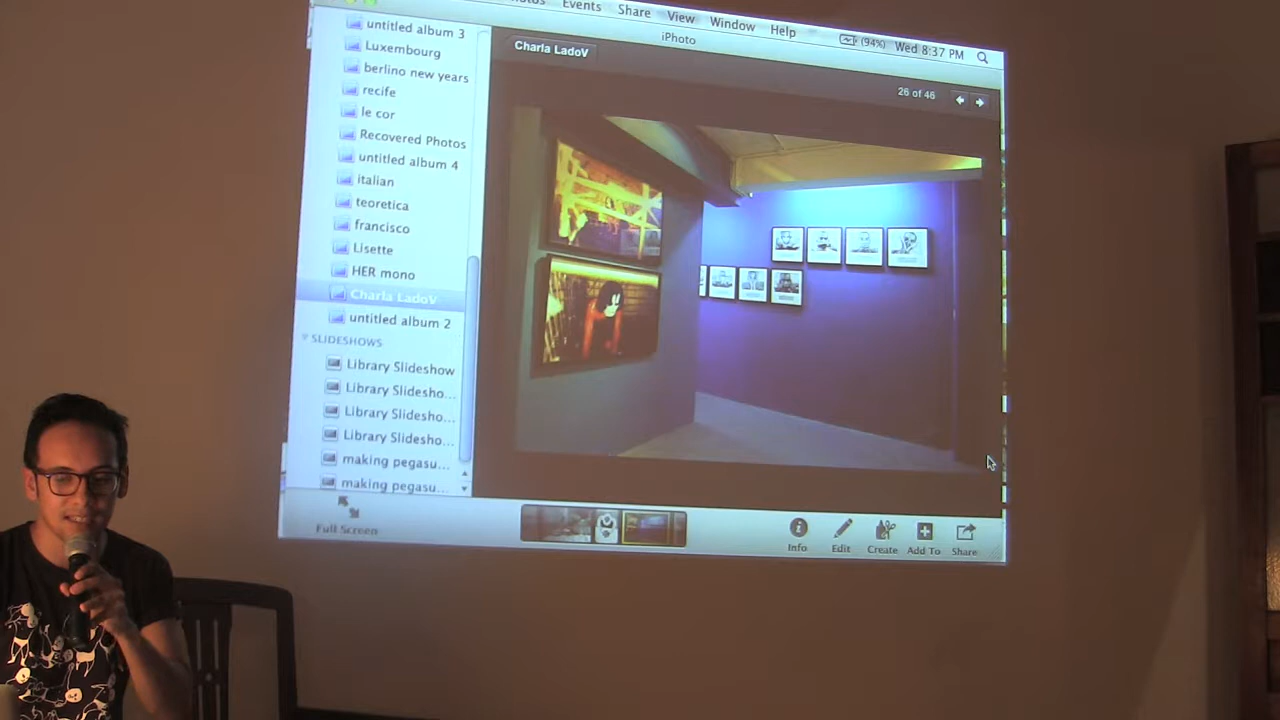 Events Share View Window Help (94%) Wed 8:37 PM
iPhoto
untitled album 3
Luxembourg
berlino new years
recife
le cor
Recovered Photos
untitled album 4
italian
teoretica
francisco
Lisette
HER mono
Charla LadoV
untitled album 2
SLIDESHOWS
Library Slideshow
Library Slidesho...
Library Slidesho...
Library Slidesho...
making pegasu...
making pegasu...
Full Screen
Charla LadoV
26 of 46
Info Edit Create Add To Share